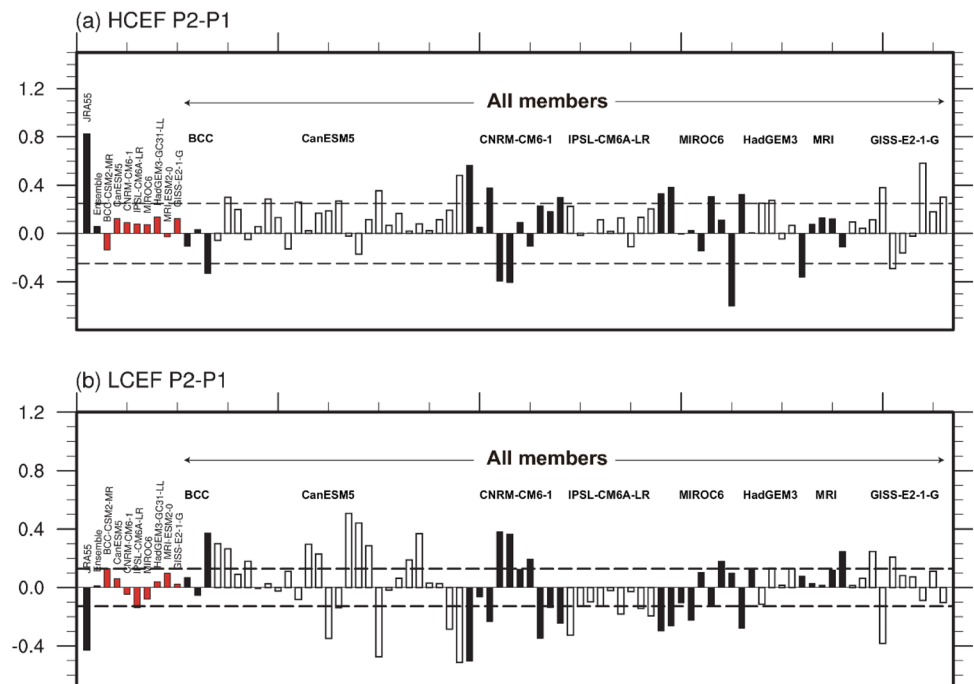 (a) HCEF P2-P1
1.2
0.8
0.4
0.0
-0.4
JRA55
Ensemble
BCC-CSM2-MR
CanESM5
CNRM-CM6-1
IPSL-CM6A-LR
MIROC6
HadGEM3-GC31-LL
MRI-ESM2-0
GISS-E2-1-G
All members
BCC CanESM5 CNRM-CM6-1 IPSL-CM6A-LR MIROC6 HadGEM3 MRI GISS-E2-1-G
(b) LCEF P2-P1
1.2
0.8
0.4
0.0
-0.4
JRA55
Ensemble
BCC-CSM2-MR
CanESM5
CNRM-CM6-1
IPSL-CM6A-LR
MIROC6
HadGEM3-GC31-LL
MRI-ESM2-0
GISS-E2-1-G
All members
BCC CanESM5 CNRM-CM6-1 IPSL-CM6A-LR MIROC6 HadGEM3 MRI GISS-E2-1-G